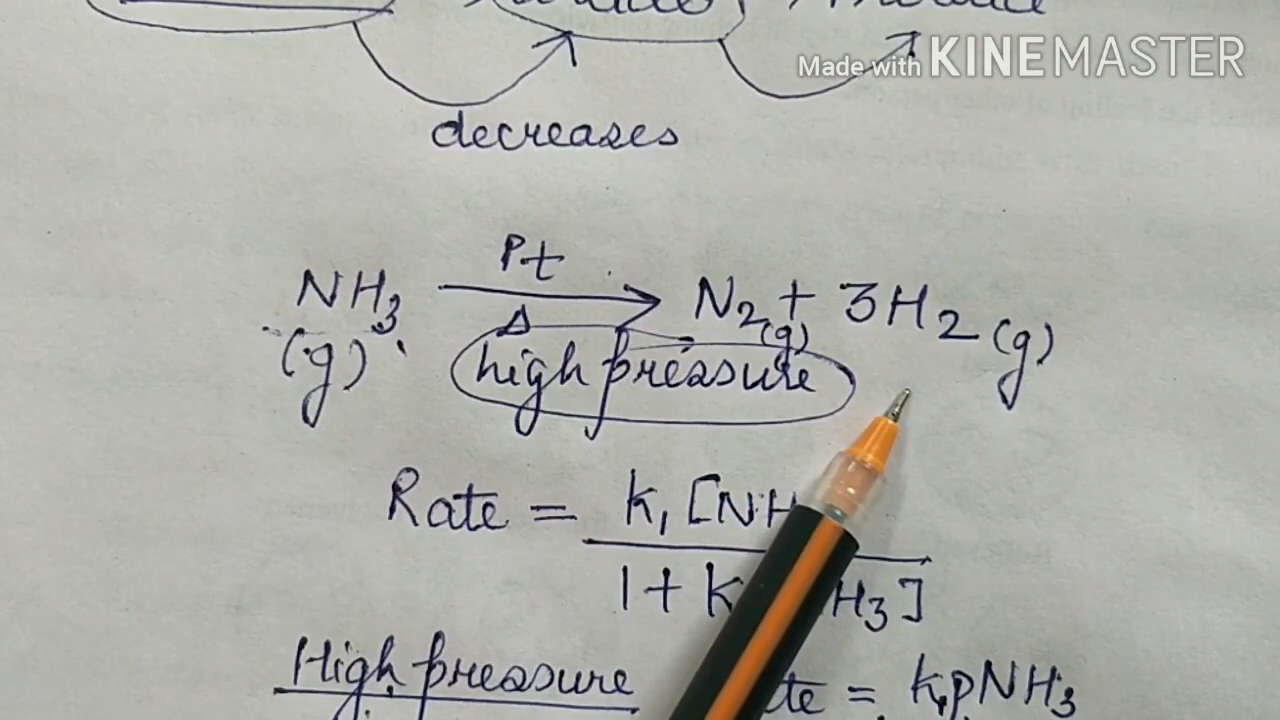 Made with KINEMASTER
decreases
Pt
NH3 → N2 + 3H2 (g)
(g) Δ (g)
high pressure
Rate = k1 [NH
1 + k H3]
High pressure te = k1pNH3